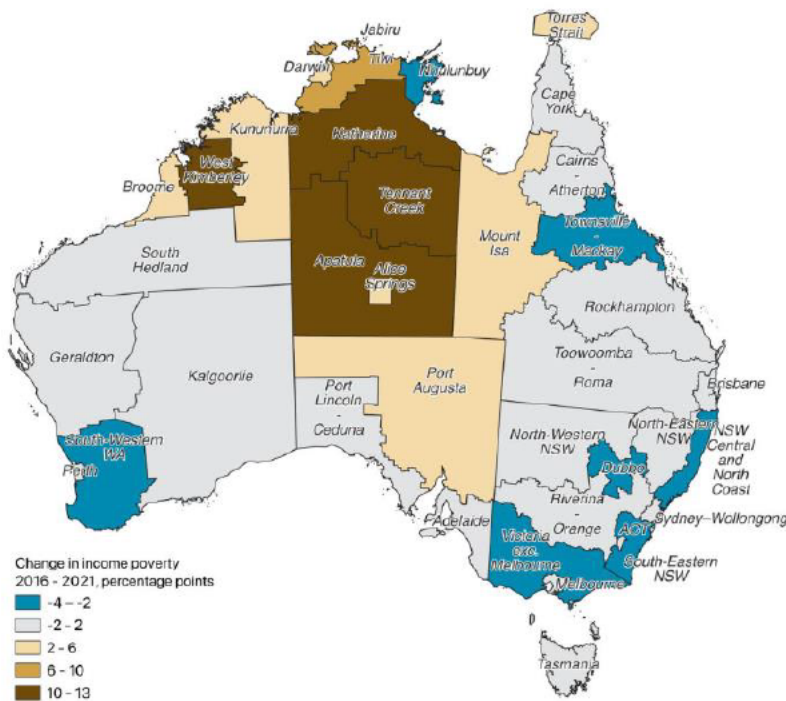 Torres
Strait
Jabiru
Tiwi
Darwin
Nhulunbuy
Cape
York
Katherine
Kununurra
West
Kimberley
Broome
Cairns
-
Atherton
Tennant
Creek
Townsville
-
Mackay
Mount
Isa
South
Hedland
Apatula
Alice
Springs
Rockhampton
Geraldton
Kalgoorlie
Toowoomba
-
Roma
Port
Augusta
Port
Lincoln
-
Ceduna
Brisbane
North-Western
NSW
North-Eastern
NSW
NSW
Central
and
North
Coast
South-Western
WA
Perth
Dubbo
Riverina
-
Orange
Adelaide
Sydney–Wollongong
ACT
Victoria
exc.
Melbourne
Melbourne
South-Eastern
NSW
Tasmania
Change in income poverty
2016 - 2021, percentage points
-4 – -2
-2 - 2
2 - 6
6 - 10
10 - 13